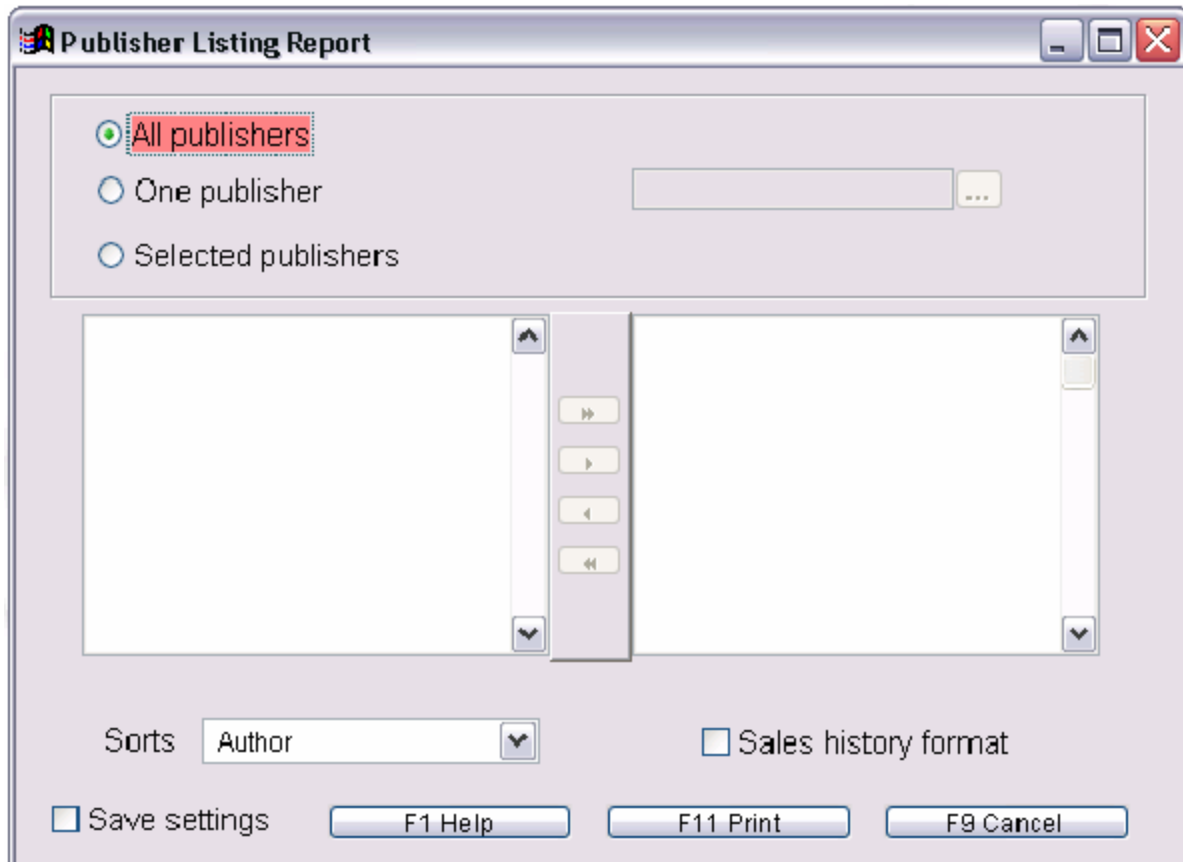 Publisher Listing Report
All publishers
One publisher
...
Selected publishers
Sorts Author Sales history format
Save settings F1 Help F11 Print F9 Cancel